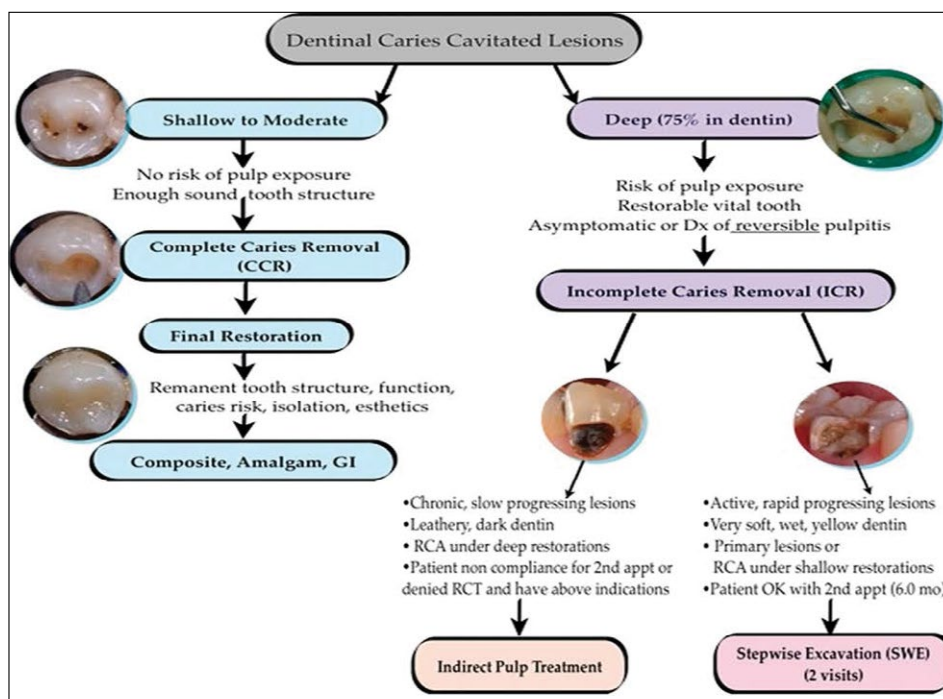 Dentinal Caries Cavitated Lesions
Shallow to Moderate
No risk of pulp exposure
Enough sound tooth structure
Complete Caries Removal
(CCR)
Final Restoration
Remanent tooth structure, function,
caries risk, isolation, esthetics
Composite, Amalgam, GI
Deep (75% in dentin)
Risk of pulp exposure
Restorable vital tooth
Asymptomatic or Dx of reversible pulpitis
Incomplete Caries Removal (ICR)
•Chronic, slow progressing lesions
•Leathery, dark dentin
• RCA under deep restorations
•Patient non compliance for 2nd appt or
denied RCT and have above indications
Indirect Pulp Treatment
•Active, rapid progressing lesions
•Very soft, wet, yellow dentin
• Primary lesions or
RCA under shallow restorations
•Patient OK with 2nd appt (6.0 mo)
Stepwise Excavation (SWE)
(2 visits)